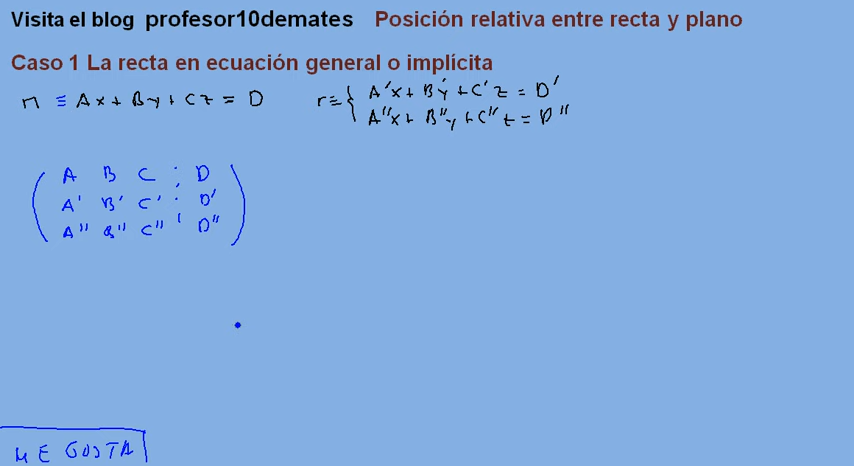 Visita el blog profesor10demates Posición relativa entre recta y plano
Caso 1 La recta en ecuación general o implícita
π ≡ Ax + By + Cz = D r ≡ { A'x + B'y + C'z = D'
A''x + B''y + C''z = D''
A B C : D
A' B' C' : D'
A'' B'' C'' ' D''
ME GUSTA